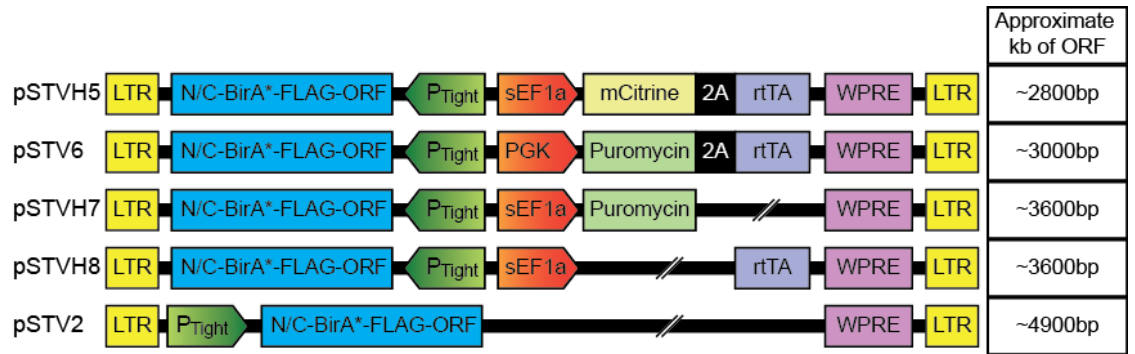 Approximate
kb of ORF
pSTVH5 LTR N/C-BirA*-FLAG-ORF PTight sEF1a mCitrine 2A rtTA WPRE LTR ~2800bp
pSTV6 LTR N/C-BirA*-FLAG-ORF PTight PGK Puromycin 2A rtTA WPRE LTR ~3000bp
pSTVH7 LTR N/C-BirA*-FLAG-ORF PTight sEF1a Puromycin WPRE LTR ~3600bp
pSTVH8 LTR N/C-BirA*-FLAG-ORF PTight sEF1a rtTA WPRE LTR ~3600bp
pSTV2 LTR PTight N/C-BirA*-FLAG-ORF WPRE LTR ~4900bp